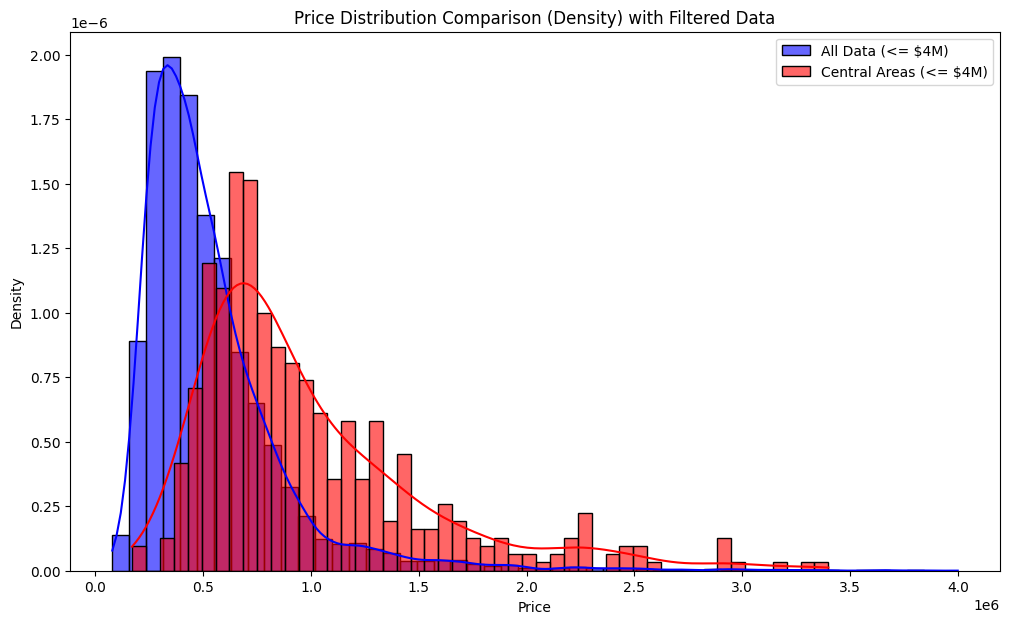 Price Distribution Comparison (Density) with Filtered Data
1e−6
All Data (<= $4M)
Central Areas (<= $4M)
2.00
1.75
1.50
1.25
1.00
0.75
0.50
0.25
0.00
Density
0.0 0.5 1.0 1.5 2.0 2.5 3.0 3.5 4.0
Price
1e6